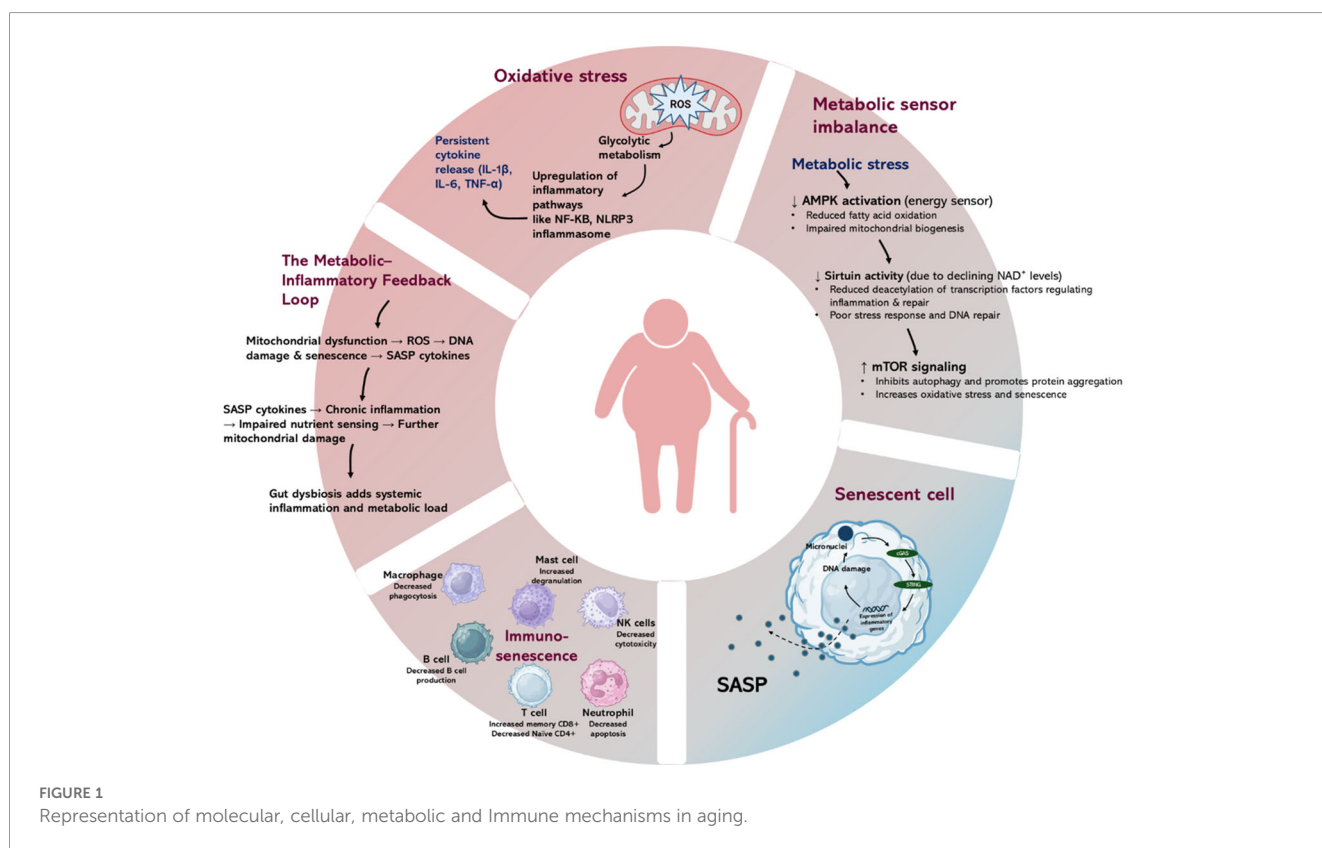 Oxidative stress
ROS
Glycolytic
metabolism
Upregulation of
inflammatory
pathways
like NF-KB, NLRP3
inflammasome
Persistent
cytokine
release (IL-1β,
IL-6, TNF-α)
Metabolic sensor
imbalance
Metabolic stress
↓ AMPK activation (energy sensor)
• Reduced fatty acid oxidation
• Impaired mitochondrial biogenesis
↓ Sirtuin activity (due to declining NAD⁺ levels)
• Reduced deacetylation of transcription factors regulating
inflammation & repair
• Poor stress response and DNA repair
↑ mTOR signaling
• Inhibits autophagy and promotes protein aggregation
• Increases oxidative stress and senescence
The Metabolic–
Inflammatory Feedback
Loop
Mitochondrial dysfunction → ROS → DNA
damage & senescence → SASP cytokines
SASP cytokines → Chronic inflammation
→ Impaired nutrient sensing → Further
mitochondrial damage
Gut dysbiosis adds systemic
inflammation and metabolic load
Senescent cell
Micronuclei
cGAS
DNA damage
STING
Expression of
inflammatory
genes
SASP
Mast cell
Increased
degranulation
Macrophage
Decreased
phagocytosis
NK cells
Decreased
cytotoxicity
Immuno-
senescence
B cell
Decreased B cell
production
T cell
Increased memory CD8+
Decreased Naïve CD4+
Neutrophil
Decreased
apoptosis
FIGURE 1
Representation of molecular, cellular, metabolic and Immune mechanisms in aging.